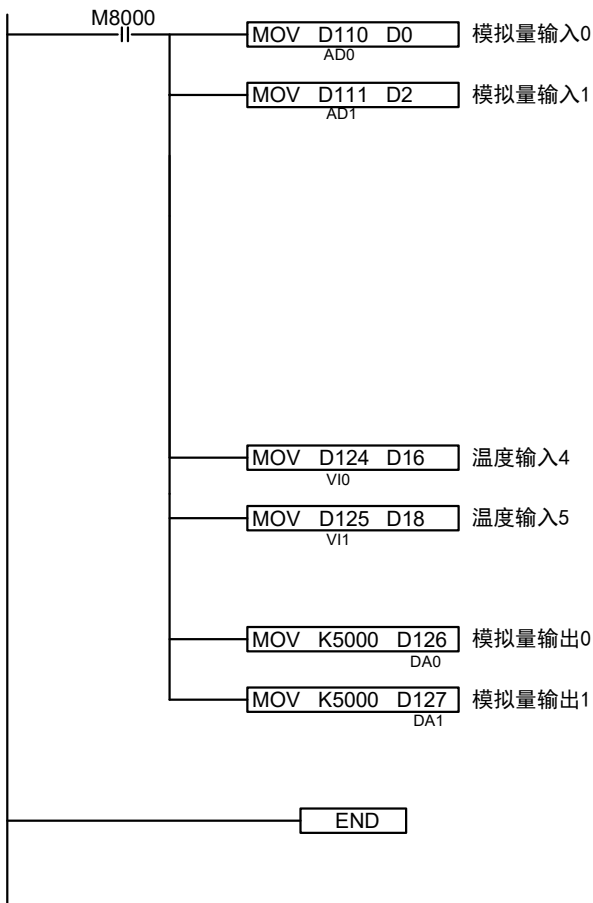 M8000
MOV D110 D0 模拟量输入0
AD0
MOV D111 D2 模拟量输入1
AD1
MOV D124 D16 温度输入4
VI0
MOV D125 D18 温度输入5
VI1
MOV K5000 D126 模拟量输出0
DA0
MOV K5000 D127 模拟量输出1
DA1
END